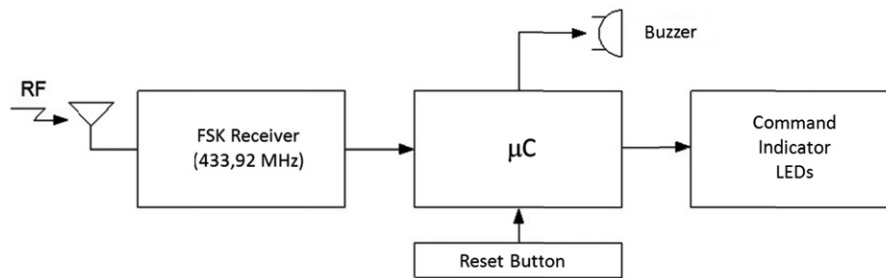 Buzzer
RF
FSK Receiver
(433,92 MHz)
μC
Command
Indicator
LEDs
Reset Button